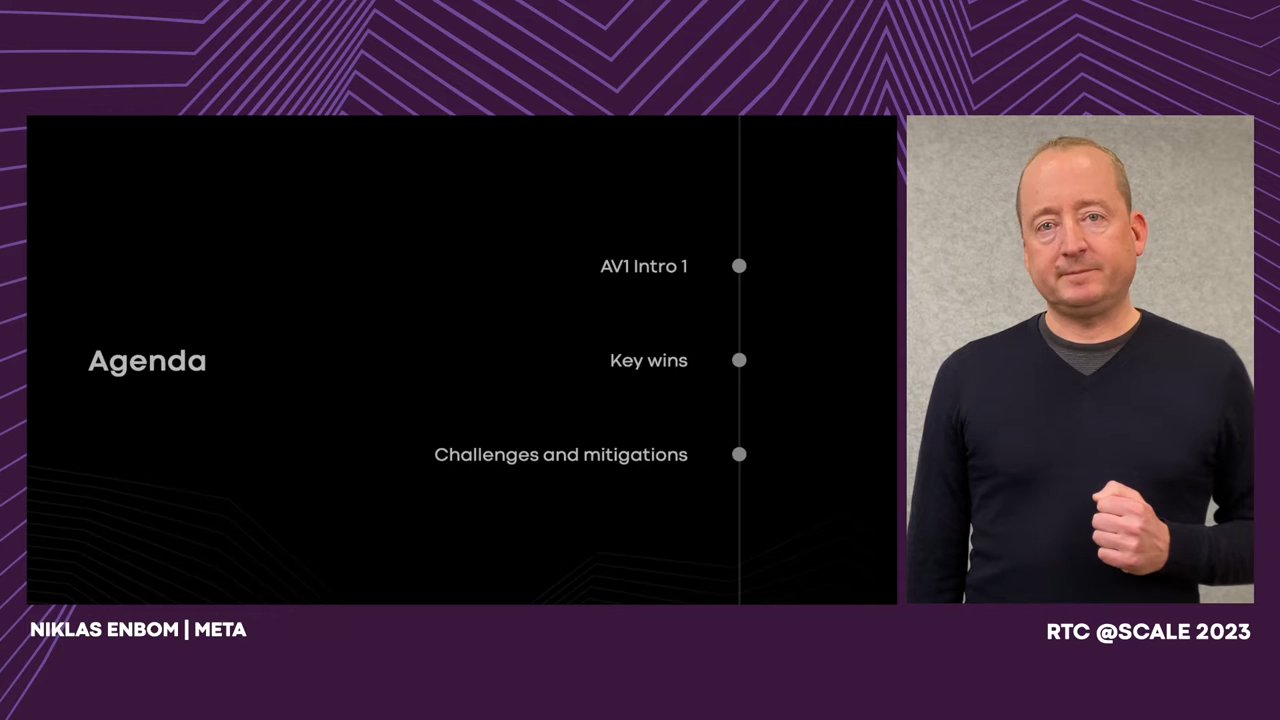 Agenda
AV1 Intro 1
Key wins
Challenges and mitigations
NIKLAS ENBOM | META
RTC @SCALE 2023